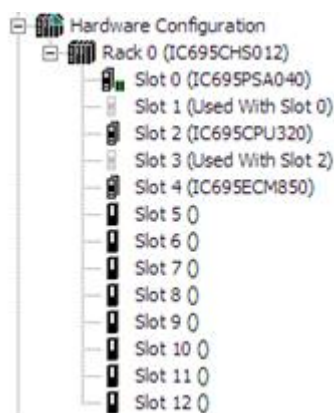 Hardware Configuration
Rack 0 (IC695CHS012)
Slot 0 (IC695PSA040)
Slot 1 (Used With Slot 0)
Slot 2 (IC695CPU320)
Slot 3 (Used With Slot 2)
Slot 4 (IC695ECM850)
Slot 5 ()
Slot 6 ()
Slot 7 ()
Slot 8 ()
Slot 9 ()
Slot 10 ()
Slot 11 ()
Slot 12 ()